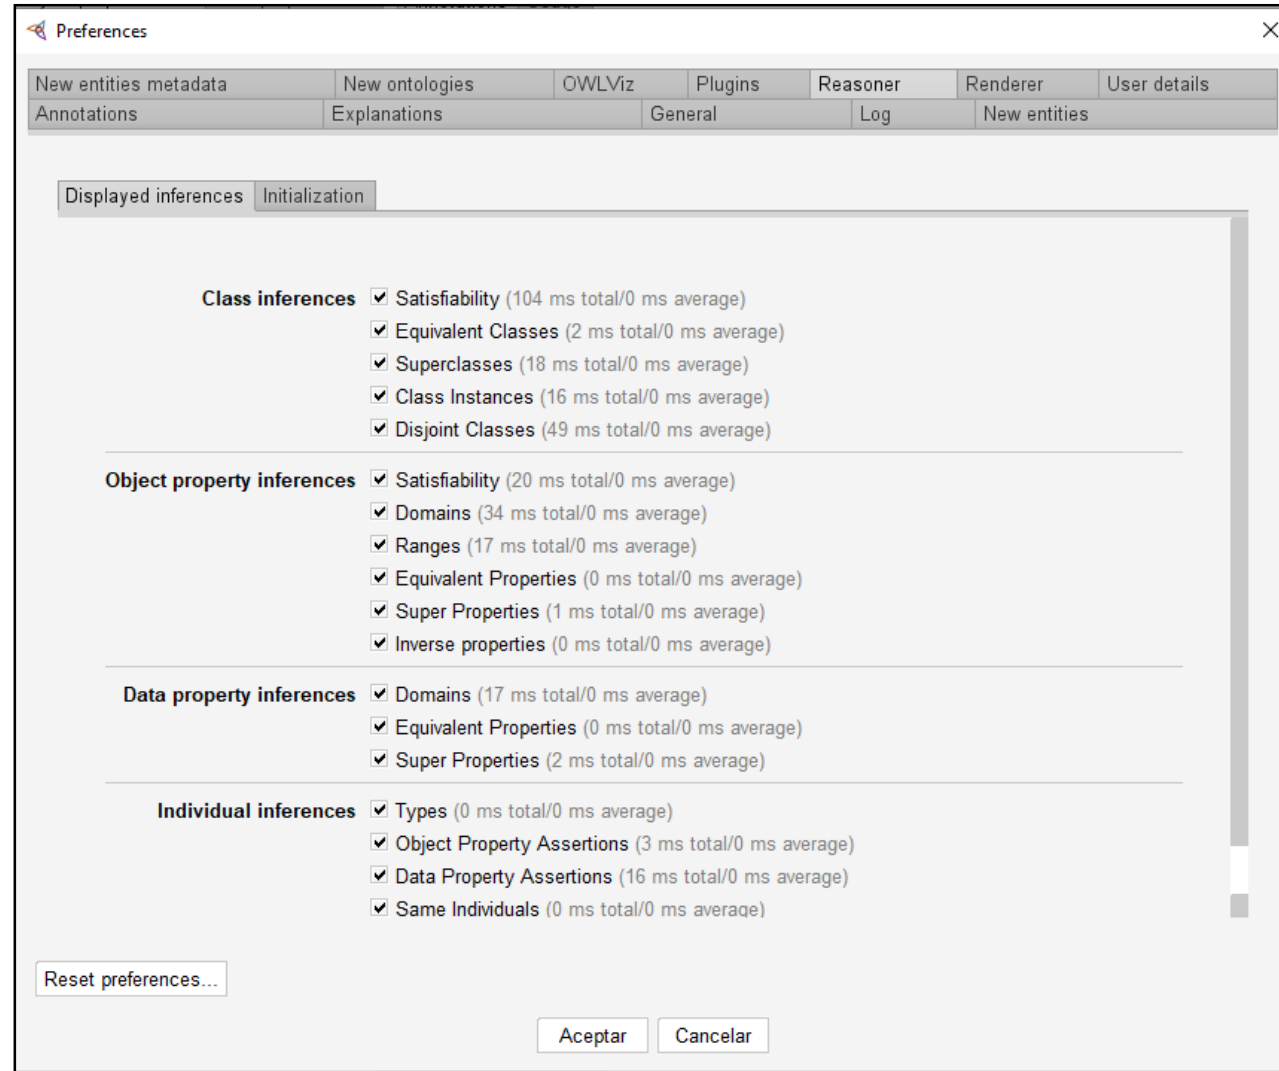 Preferences
New entities metadata New ontologies OWLViz Plugins Reasoner Renderer User details
Annotations Explanations General Log New entities
Displayed inferences Initialization
Class inferences Satisfiability (104 ms total/0 ms average)
Equivalent Classes (2 ms total/0 ms average)
Superclasses (18 ms total/0 ms average)
Class Instances (16 ms total/0 ms average)
Disjoint Classes (49 ms total/0 ms average)
Object property inferences Satisfiability (20 ms total/0 ms average)
Domains (34 ms total/0 ms average)
Ranges (17 ms total/0 ms average)
Equivalent Properties (0 ms total/0 ms average)
Super Properties (1 ms total/0 ms average)
Inverse properties (0 ms total/0 ms average)
Data property inferences Domains (17 ms total/0 ms average)
Equivalent Properties (0 ms total/0 ms average)
Super Properties (2 ms total/0 ms average)
Individual inferences Types (0 ms total/0 ms average)
Object Property Assertions (3 ms total/0 ms average)
Data Property Assertions (16 ms total/0 ms average)
Same Individuals (0 ms total/0 ms average)
Reset preferences...
Aceptar Cancelar